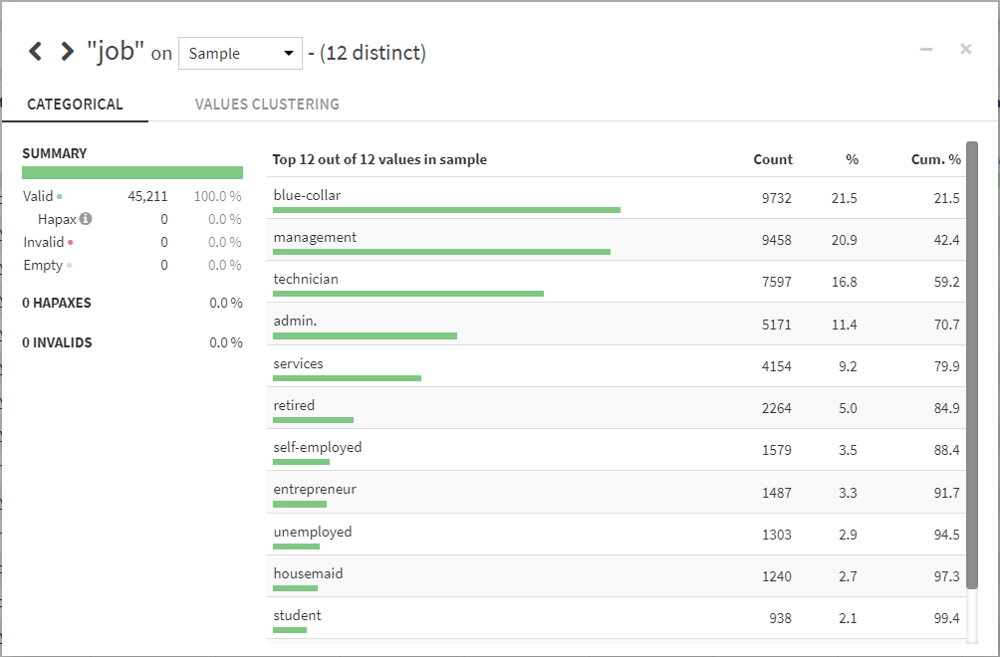 "job" on Sample - (12 distinct)
CATEGORICAL VALUES CLUSTERING
SUMMARY
Valid 45,211 100.0 %
Hapax 0 0.0 %
Invalid 0 0.0 %
Empty 0 0.0 %
0 HAPAXES 0.0 %
0 INVALIDS 0.0 %
Top 12 out of 12 values in sample Count % Cum. %
blue-collar 9732 21.5 21.5
management 9458 20.9 42.4
technician 7597 16.8 59.2
admin. 5171 11.4 70.7
services 4154 9.2 79.9
retired 2264 5.0 84.9
self-employed 1579 3.5 88.4
entrepreneur 1487 3.3 91.7
unemployed 1303 2.9 94.5
housemaid 1240 2.7 97.3
student 938 2.1 99.4